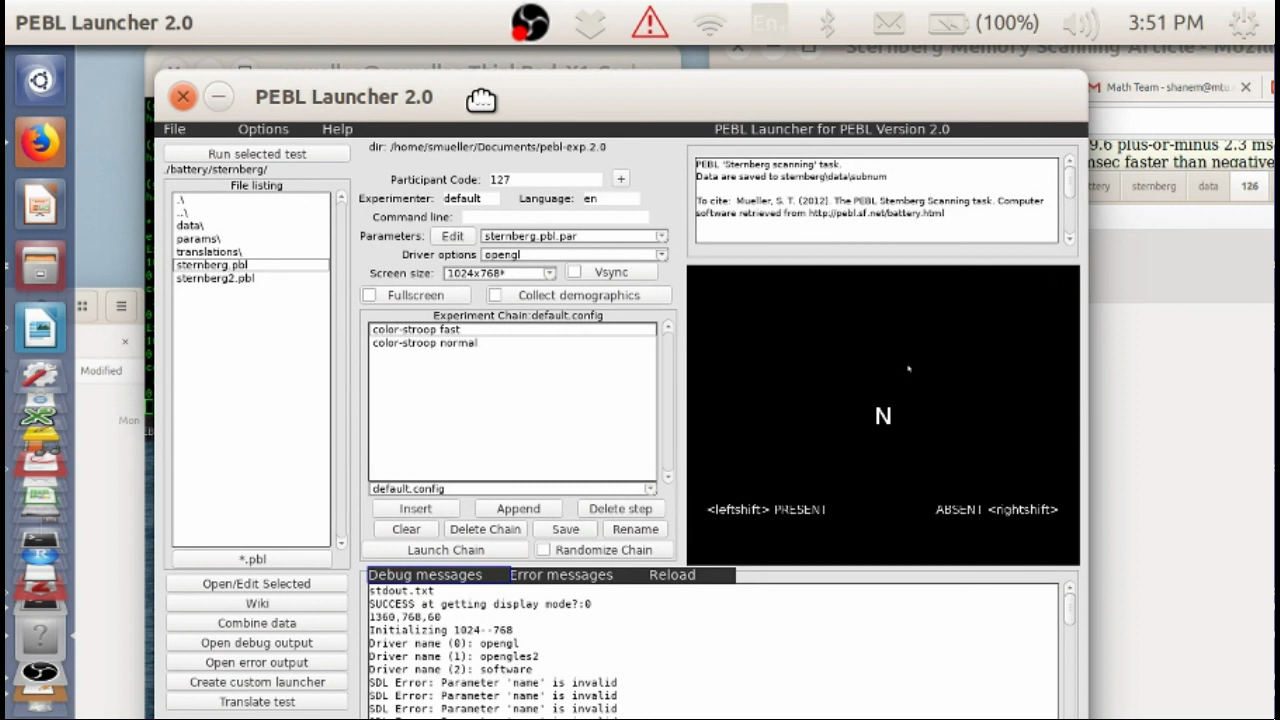 PEBL Launcher 2.0
En
(100%)
3:51 PM
Sternberg Memory Scanning Article - Mozil
PEBL Launcher 2.0
Math Team - shanem@mtu.
File Options Help
PEBL Launcher for PEBL Version 2.0
9.6 plus-or-minus 2.3 ms
msec faster than negative
ttery sternberg data 126
Run selected test
./battery/sternberg/
File listing
.\
..\
data\
params\
translations\
sternberg.pbl
sternberg2.pbl
*.pbl
Open/Edit Selected
Wiki
Combine data
Open debug output
Open error output
Create custom launcher
Translate test
dir: /home/smueller/Documents/pebl-exp.2.0
Participant Code: 127 +
Experimenter: default Language: en
Command line:
Parameters: Edit sternberg.pbl.par
Driver options opengl
Screen size: 1024x768* Vsync
Fullscreen Collect demographics
Experiment Chain:default.config
color-stroop fast
color-stroop normal
default.config
Insert Append Delete step
Clear Delete Chain Save Rename
Launch Chain Randomize Chain
PEBL 'Sternberg scanning' task.
Data are saved to sternberg\data\subnum
To cite: Mueller, S. T. (2012). The PEBL Sternberg Scanning task. Computer
software retrieved from http://pebl.sf.net/battery.html
N
<leftshift> PRESENT ABSENT <rightshift>
Debug messages Error messages Reload
stdout.txt
SUCCESS at getting display mode?:0
1360,768,60
Initializing 1024--768
Driver name (0): opengl
Driver name (1): opengles2
Driver name (2): software
SDL Error: Parameter 'name' is invalid
SDL Error: Parameter 'name' is invalid
SDL Error: Parameter 'name' is invalid
Modified
Mon